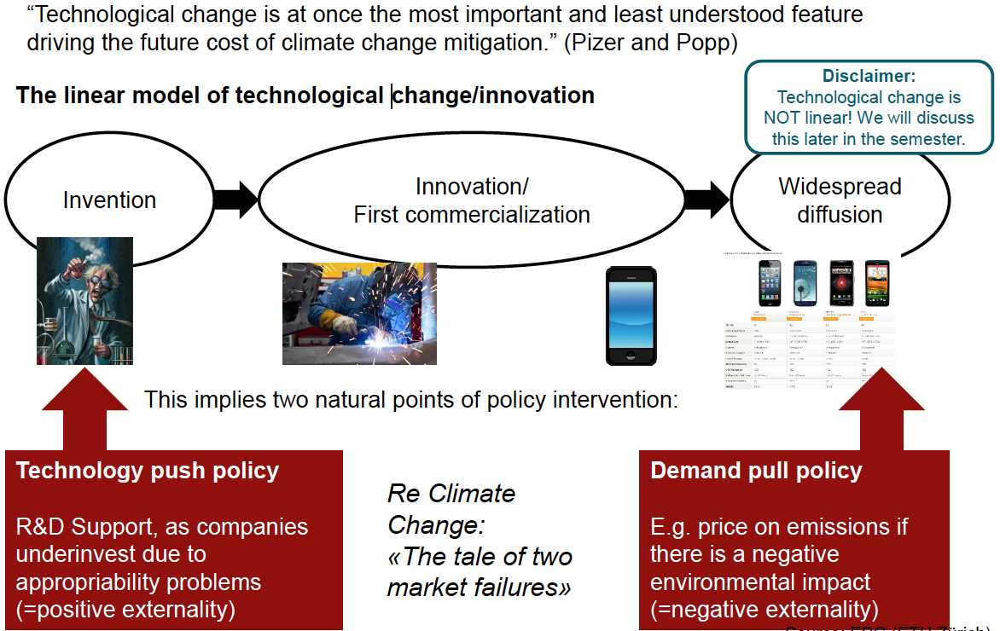 “Technological change is at once the most important and least understood feature
driving the future cost of climate change mitigation.” (Pizer and Popp)
Disclaimer:
Technological change is
NOT linear! We will discuss
this later in the semester.
The linear model of technological change/innovation
Invention
Innovation/
First commercialization
Widespread
diffusion
This implies two natural points of policy intervention:
Technology push policy
R&D Support, as companies
underinvest due to
appropriability problems
(=positive externality)
Re Climate
Change:
«The tale of two
market failures»
Demand pull policy
E.g. price on emissions if
there is a negative
environmental impact
(=negative externality)